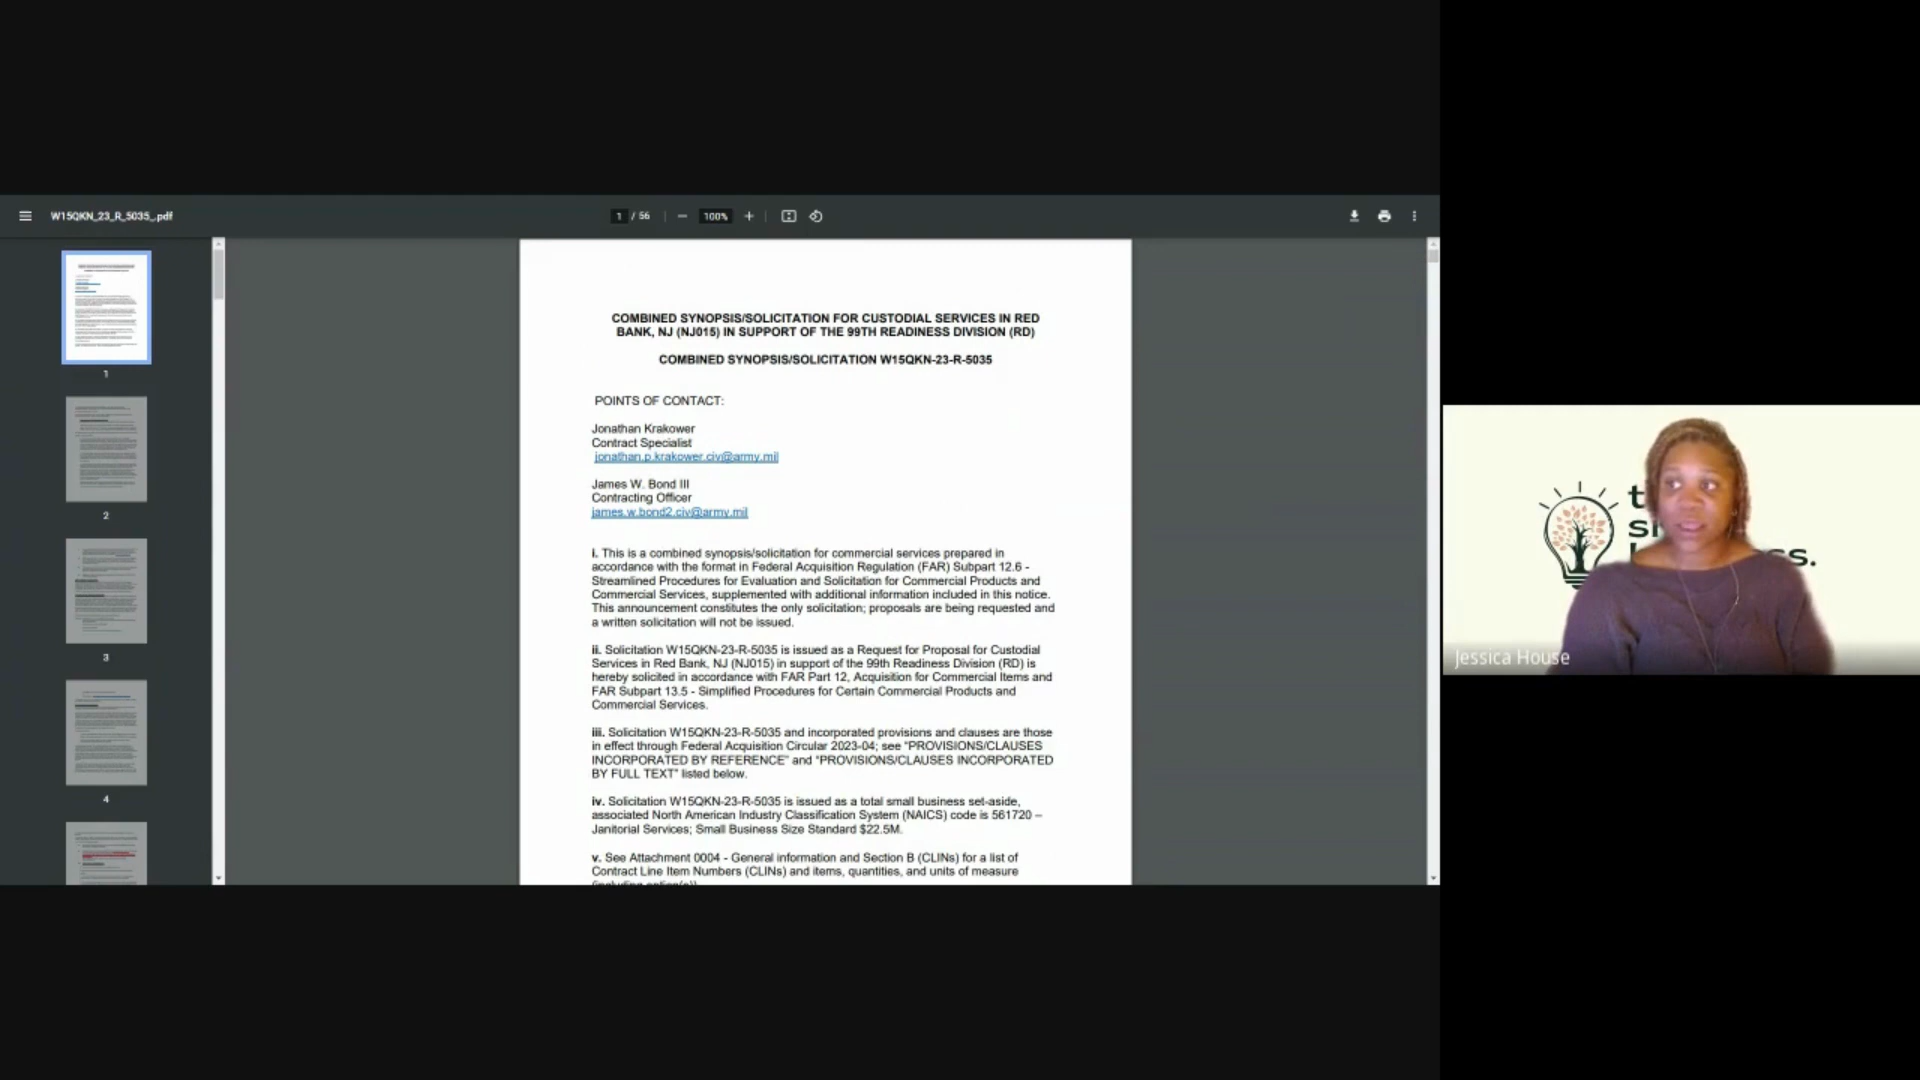 W15QKN_23_R_5035_.pdf
1 / 56
100%
1
2
3
4
COMBINED SYNOPSIS/SOLICITATION FOR CUSTODIAL SERVICES IN RED
BANK, NJ (NJ015) IN SUPPORT OF THE 99TH READINESS DIVISION (RD)
COMBINED SYNOPSIS/SOLICITATION W15QKN-23-R-5035
POINTS OF CONTACT:
Jonathan Krakower
Contract Specialist
jonathan.p.krakower.civ@army.mil
James W. Bond III
Contracting Officer
james.w.bond2.civ@army.mil
i. This is a combined synopsis/solicitation for commercial services prepared in
accordance with the format in Federal Acquisition Regulation (FAR) Subpart 12.6 -
Streamlined Procedures for Evaluation and Solicitation for Commercial Products and
Commercial Services, supplemented with additional information included in this notice.
This announcement constitutes the only solicitation; proposals are being requested and
a written solicitation will not be issued.
ii. Solicitation W15QKN-23-R-5035 is issued as a Request for Proposal for Custodial
Services in Red Bank, NJ (NJ015) in support of the 99th Readiness Division (RD) is
hereby solicited in accordance with FAR Part 12, Acquisition for Commercial Items and
FAR Subpart 13.5 - Simplified Procedures for Certain Commercial Products and
Commercial Services.
iii. Solicitation W15QKN-23-R-5035 and incorporated provisions and clauses are those
in effect through Federal Acquisition Circular 2023-04; see “PROVISIONS/CLAUSES
INCORPORATED BY REFERENCE” and “PROVISIONS/CLAUSES INCORPORATED
BY FULL TEXT” listed below.
iv. Solicitation W15QKN-23-R-5035 is issued as a total small business set-aside,
associated North American Industry Classification System (NAICS) code is 561720 –
Janitorial Services; Small Business Size Standard $22.5M.
v. See Attachment 0004 - General information and Section B (CLINs) for a list of
Contract Line Item Numbers (CLINs) and items, quantities, and units of measure
Jessica House